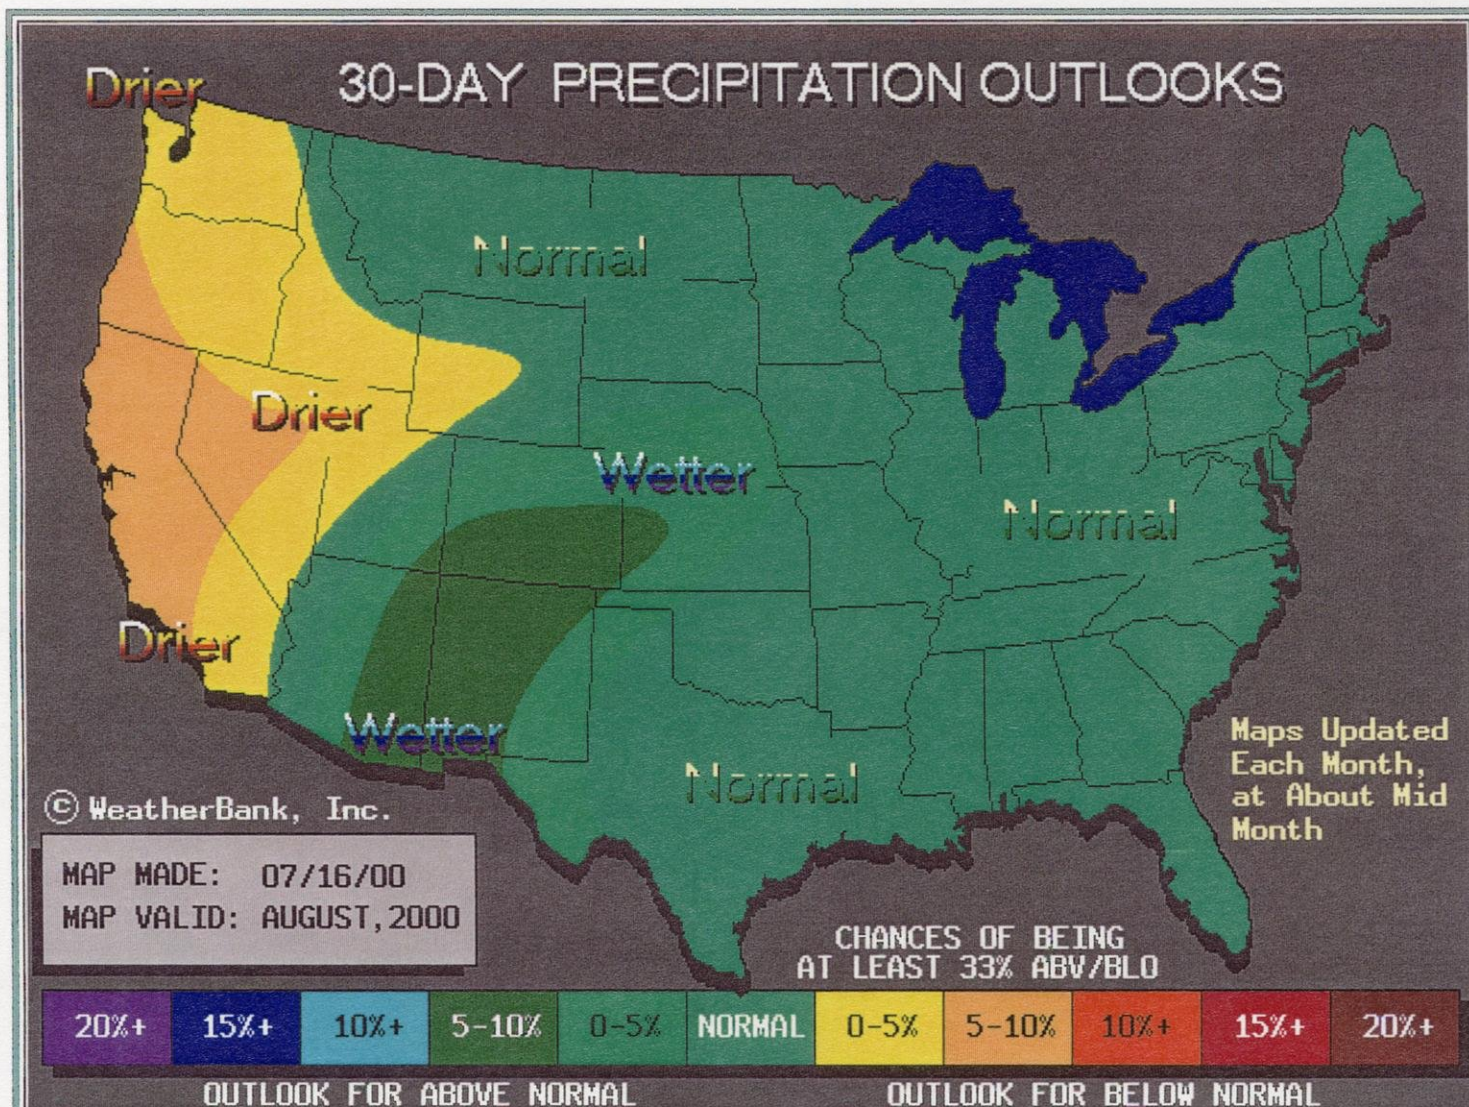 Drier
30-DAY PRECIPITATION OUTLOOKS
Normal
Drier
Wetter
Normal
Drier
Wetter
Normal
Maps Updated
Each Month,
at About Mid
Month
© WeatherBank, Inc.
MAP MADE: 07/16/00
MAP VALID: AUGUST,2000
CHANCES OF BEING
AT LEAST 33% ABV/BLO
20%+ 15%+ 10%+ 5-10% 0-5% NORMAL 0-5% 5-10% 10%+ 15%+ 20%+
OUTLOOK FOR ABOVE NORMAL OUTLOOK FOR BELOW NORMAL